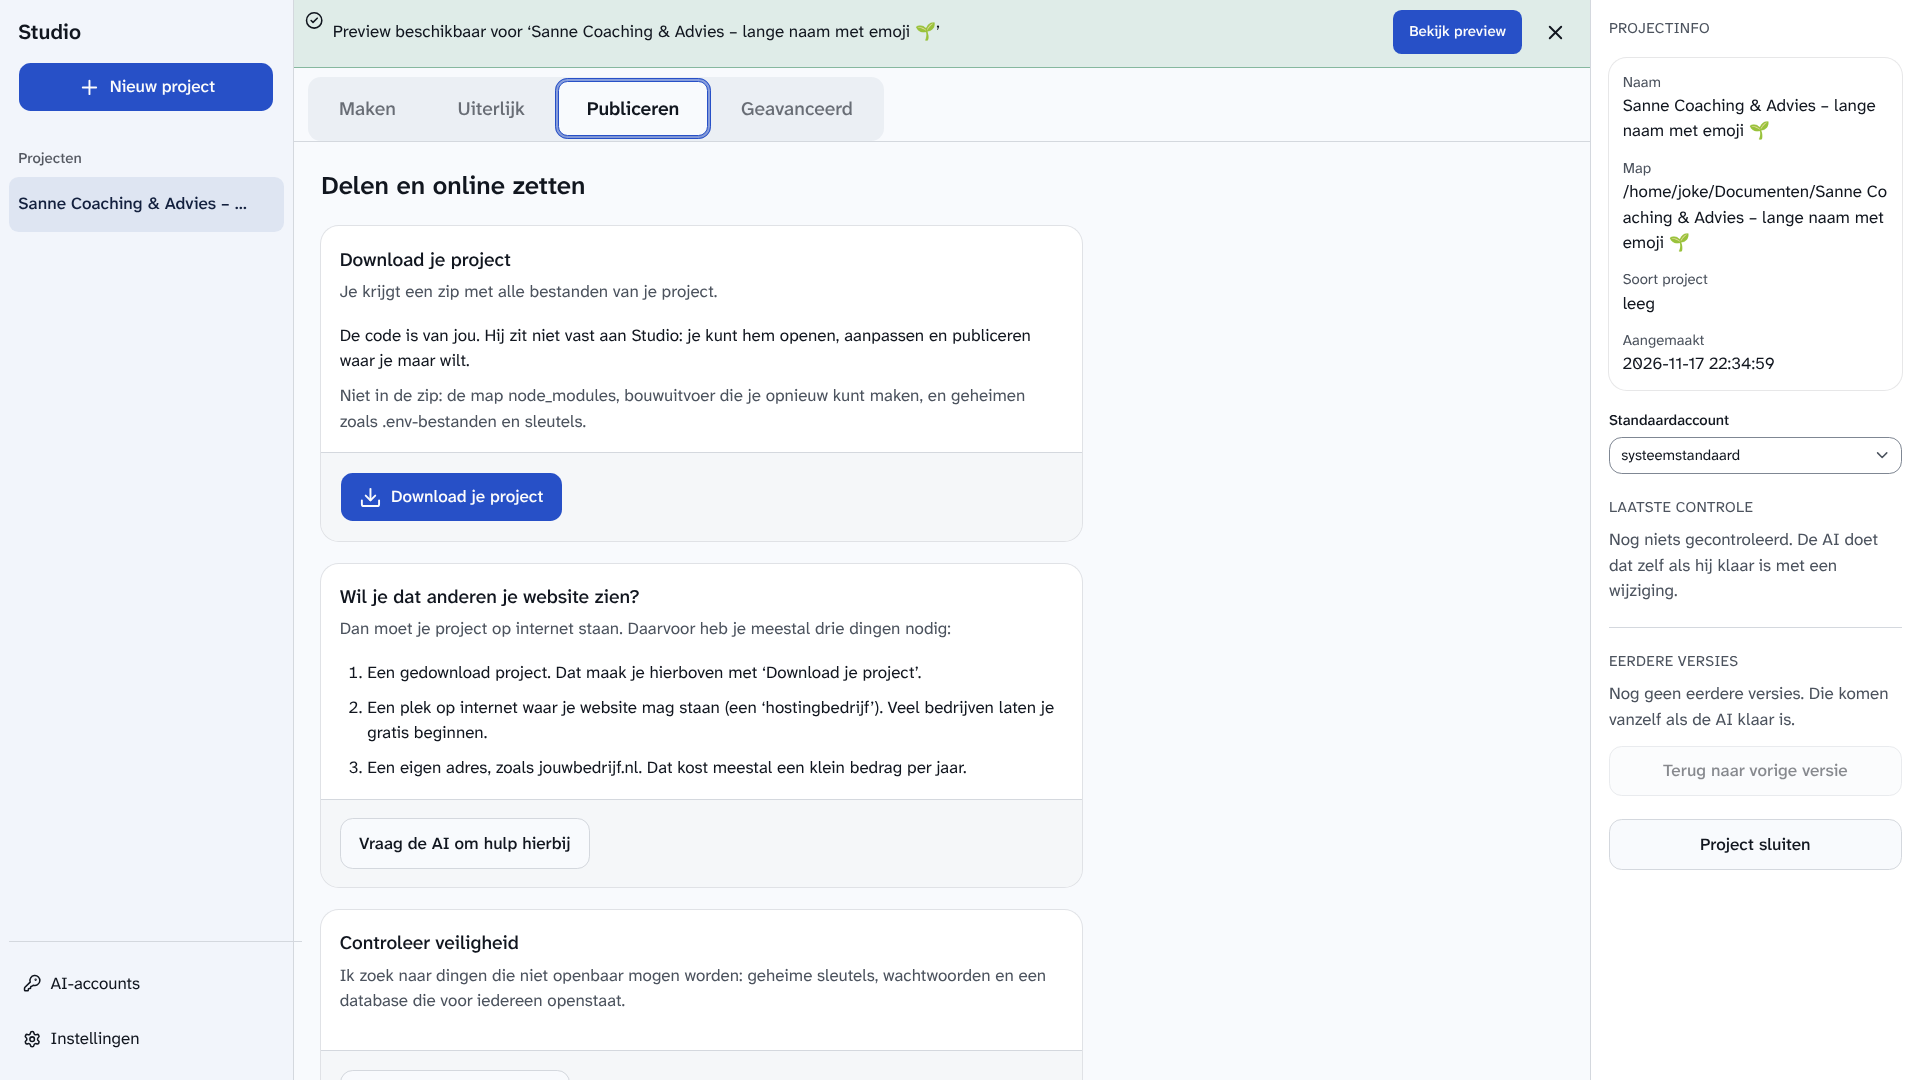 Studio
Nieuw project
Projecten
Sanne Coaching & Advies – ...
AI-accounts
Instellingen
Preview beschikbaar voor ‘Sanne Coaching & Advies – lange naam met emoji 🌱’
Bekijk preview
Maken
Uiterlijk
Publiceren
Geavanceerd
Delen en online zetten
Download je project
Je krijgt een zip met alle bestanden van je project.
De code is van jou. Hij zit niet vast aan Studio: je kunt hem openen, aanpassen en publiceren
waar je maar wilt.
Niet in de zip: de map node_modules, bouwuitvoer die je opnieuw kunt maken, en geheimen
zoals .env-bestanden en sleutels.
Download je project
Wil je dat anderen je website zien?
Dan moet je project op internet staan. Daarvoor heb je meestal drie dingen nodig:
1. Een gedownload project. Dat maak je hierboven met ‘Download je project’.
2. Een plek op internet waar je website mag staan (een ‘hostingbedrijf’). Veel bedrijven laten je
gratis beginnen.
3. Een eigen adres, zoals jouwbedrijf.nl. Dat kost meestal een klein bedrag per jaar.
Vraag de AI om hulp hierbij
Controleer veiligheid
Ik zoek naar dingen die niet openbaar mogen worden: geheime sleutels, wachtwoorden en een
database die voor iedereen openstaat.
PROJECTINFO
Naam
Sanne Coaching & Advies – lange
naam met emoji 🌱
Map
/home/joke/Documenten/Sanne Co
aching & Advies – lange naam met
emoji 🌱
Soort project
leeg
Aangemaakt
2026-11-17 22:34:59
Standaardaccount
systeemstandaard
LAATSTE CONTROLE
Nog niets gecontroleerd. De AI doet
dat zelf als hij klaar is met een
wijziging.
EERDERE VERSIES
Nog geen eerdere versies. Die komen
vanzelf als de AI klaar is.
Terug naar vorige versie
Project sluiten